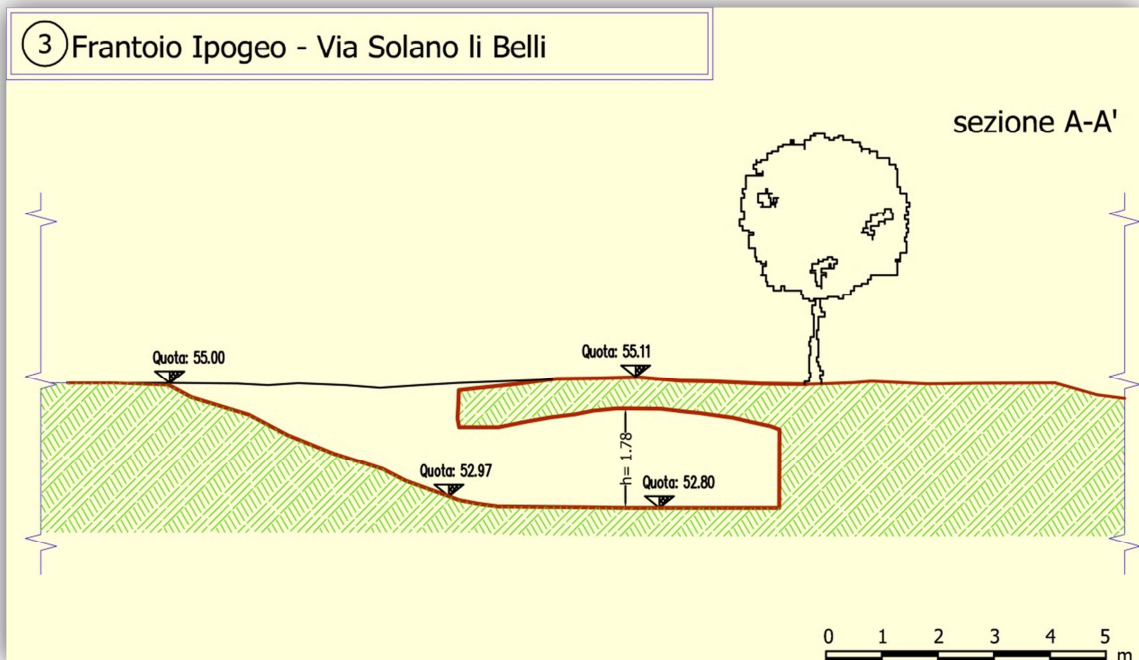 3 Frantoio Ipogeo - Via Solano li Belli
sezione A-A'
Quota: 55.00
Quota: 55.11
h= 1.78
Quota: 52.97
Quota: 52.80
0 1 2 3 4 5
m